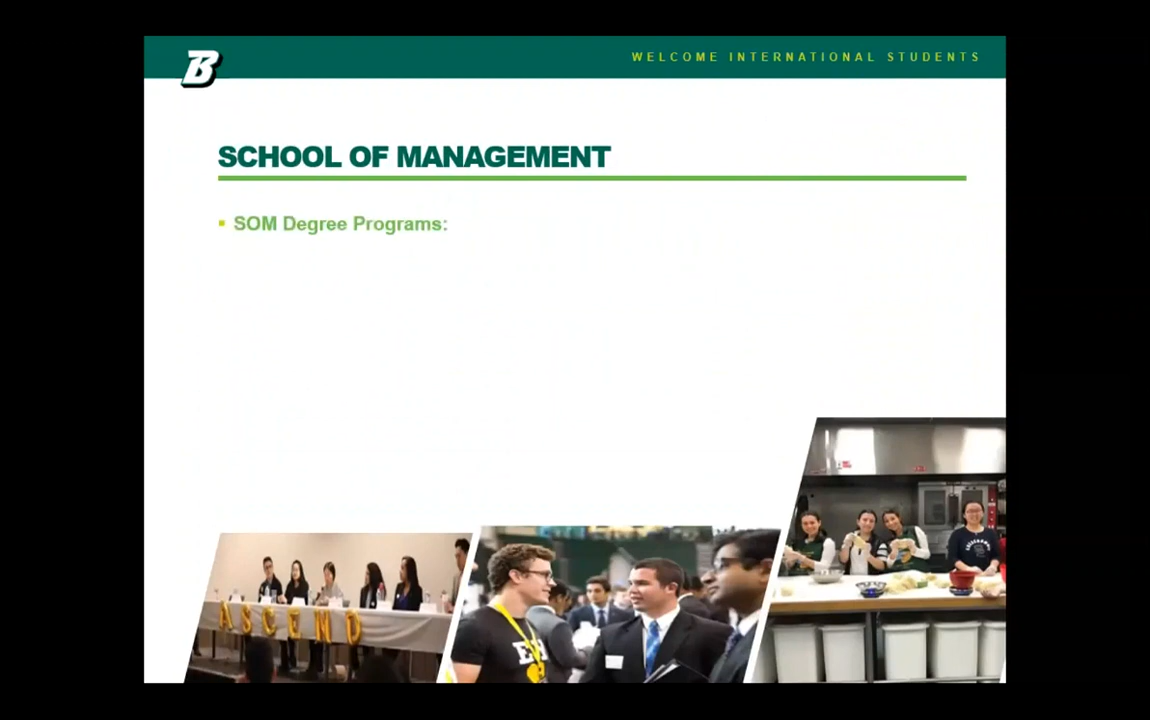 B
WELCOME INTERNATIONAL STUDENTS
SCHOOL OF MANAGEMENT
SOM Degree Programs:
ASCEND